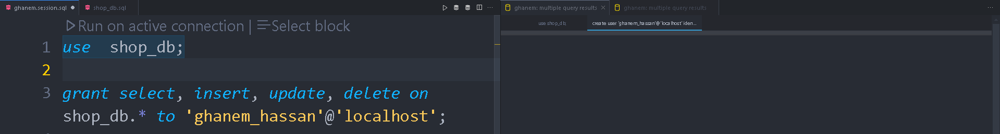 ghanem.session.sql
shop_db.sql
ghanem: multiple query results
ghanem: multiple query results
Run on active connection | Select block
use shop_db;
create user 'ghanem_hassan'@'localhost' iden...
1 use shop_db;
2
3 grant select, insert, update, delete on
shop_db.* to 'ghanem_hassan'@'localhost';